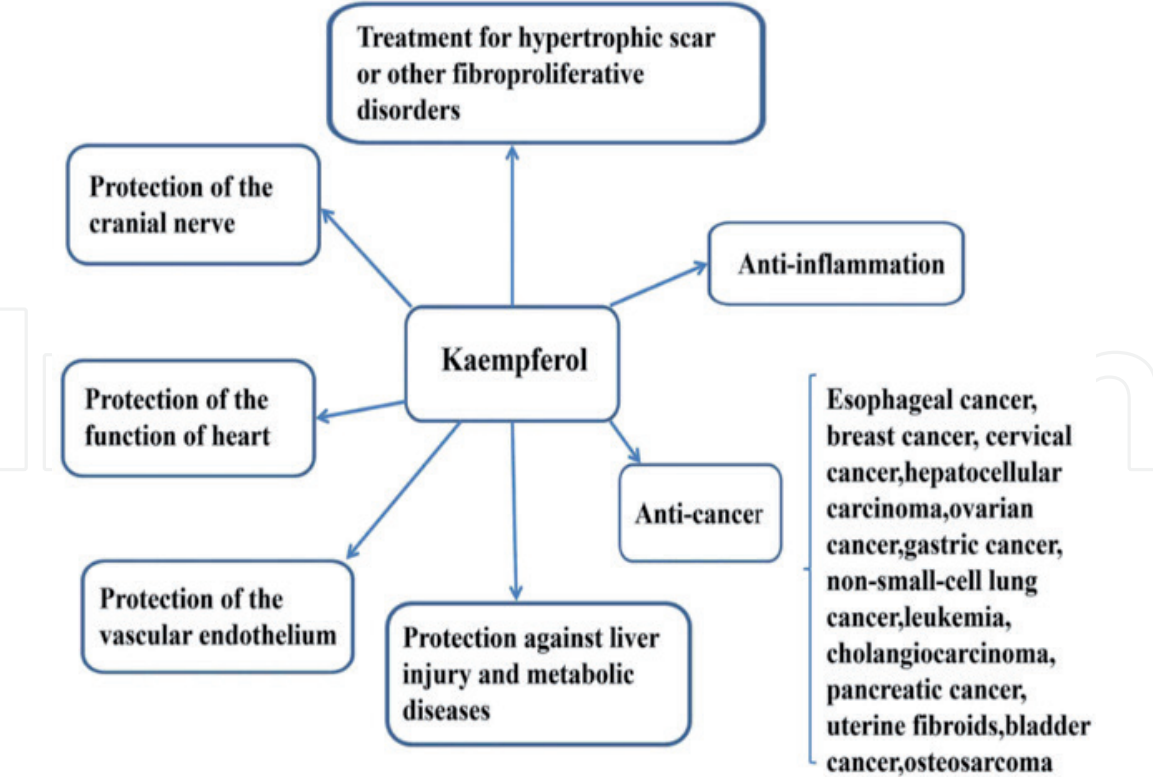 Treatment for hypertrophic scar
or other fibroproliferative
disorders
Protection of the
cranial nerve
Anti-inflammation
Kaempferol
Protection of the
function of heart
Anti-cancer
Esophageal cancer,
breast cancer, cervical
cancer,hepatocellular
carcinoma,ovarian
cancer,gastric cancer,
non-small-cell lung
cancer,leukemia,
cholangiocarcinoma,
pancreatic cancer,
uterine fibroids,bladder
cancer,osteosarcoma
Protection of the
vascular endothelium
Protection against liver
injury and metabolic
diseases